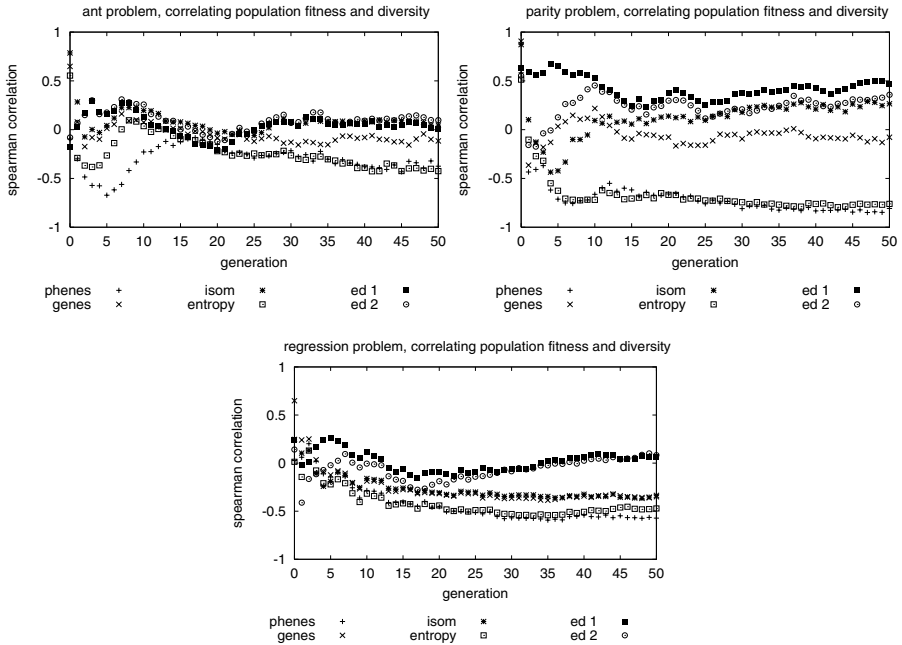 ant problem, correlating population fitness and diversity
1
0.5
0
-0.5
-1
spearman correlation
0 5 10 15 20 25 30 35 40 45 50
generation
phenes + isom ∗ ed 1 ■
genes × entropy ⊡ ed 2 ⊙
parity problem, correlating population fitness and diversity
1
0.5
0
-0.5
-1
spearman correlation
0 5 10 15 20 25 30 35 40 45 50
generation
phenes + isom ∗ ed 1 ■
genes × entropy ⊡ ed 2 ⊙
regression problem, correlating population fitness and diversity
1
0.5
0
-0.5
-1
spearman correlation
0 5 10 15 20 25 30 35 40 45 50
generation
phenes + isom ∗ ed 1 ■
genes × entropy ⊡ ed 2 ⊙